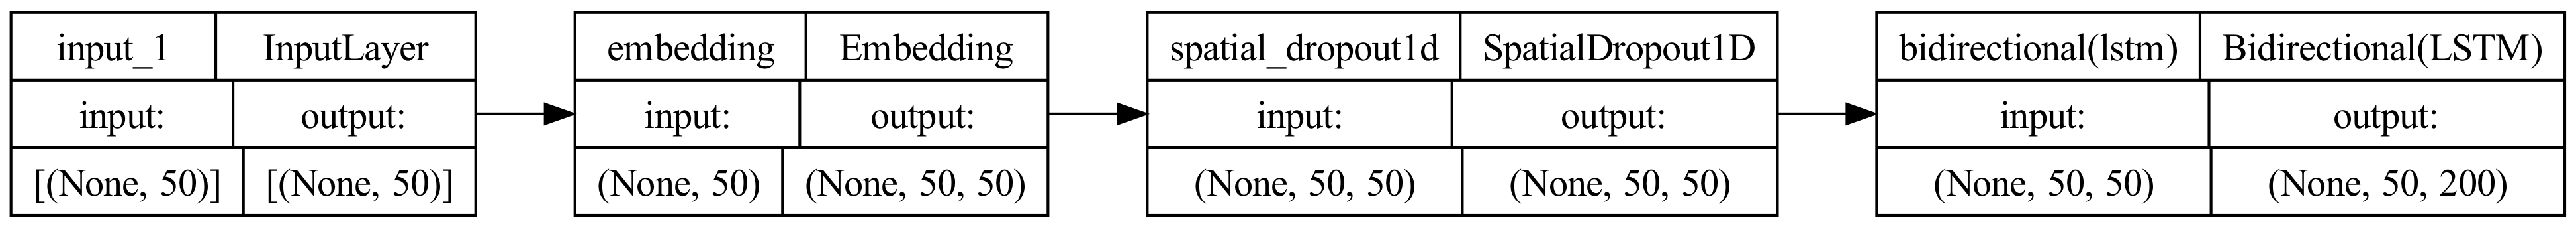 input_1 InputLayer
input: output:
[(None, 50)] [(None, 50)]
embedding Embedding
input: output:
(None, 50) (None, 50, 50)
spatial_dropout1d SpatialDropout1D
input: output:
(None, 50, 50) (None, 50, 50)
bidirectional(lstm) Bidirectional(LSTM)
input: output:
(None, 50, 50) (None, 50, 200)